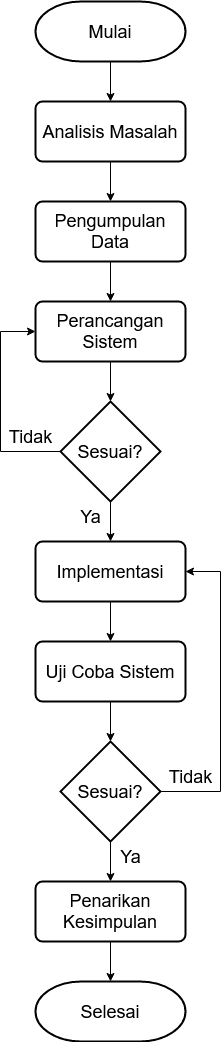 Mulai
Analisis Masalah
Pengumpulan
Data
Perancangan
Sistem
Tidak
Sesuai?
Ya
Implementasi
Uji Coba Sistem
Sesuai?
Tidak
Ya
Penarikan
Kesimpulan
Selesai